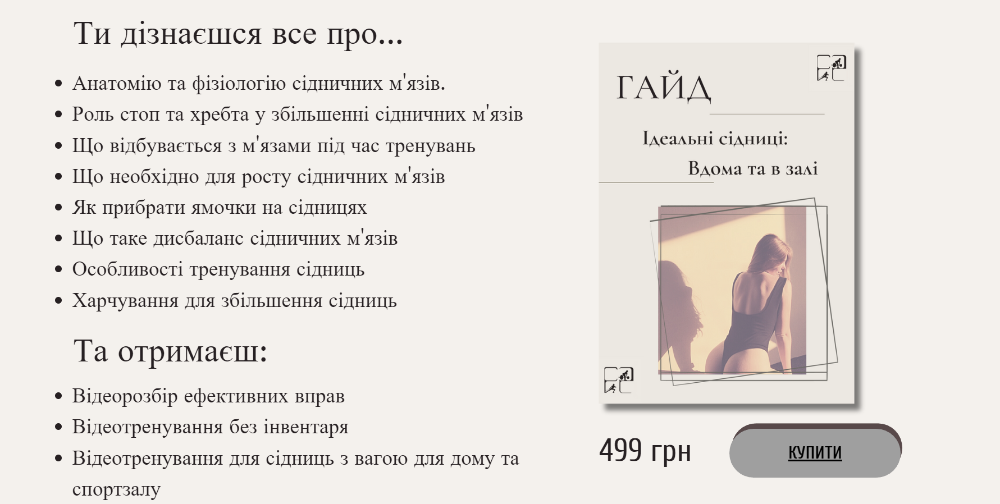 Ти дізнаєшся все про...
Анатомію та фізіологію сідничних м'язів.
Роль стоп та хребта у збільшенні сідничних м'язів
Що відбувається з м'язами під час тренувань
Що необхідно для росту сідничних м'язів
Як прибрати ямочки на сідницях
Що таке дисбаланс сідничних м'язів
Особливості тренування сідниць
Харчування для збільшення сідниць
Та отримаєш:
Відеорозбір ефективних вправ
Відеотренування без інвентаря
Відеотренування для сідниць з вагою для дому та
спортзалу
ГАЙД
Ідеальні сідниці:
Вдома та в залі
499 грн
КУПИТИ